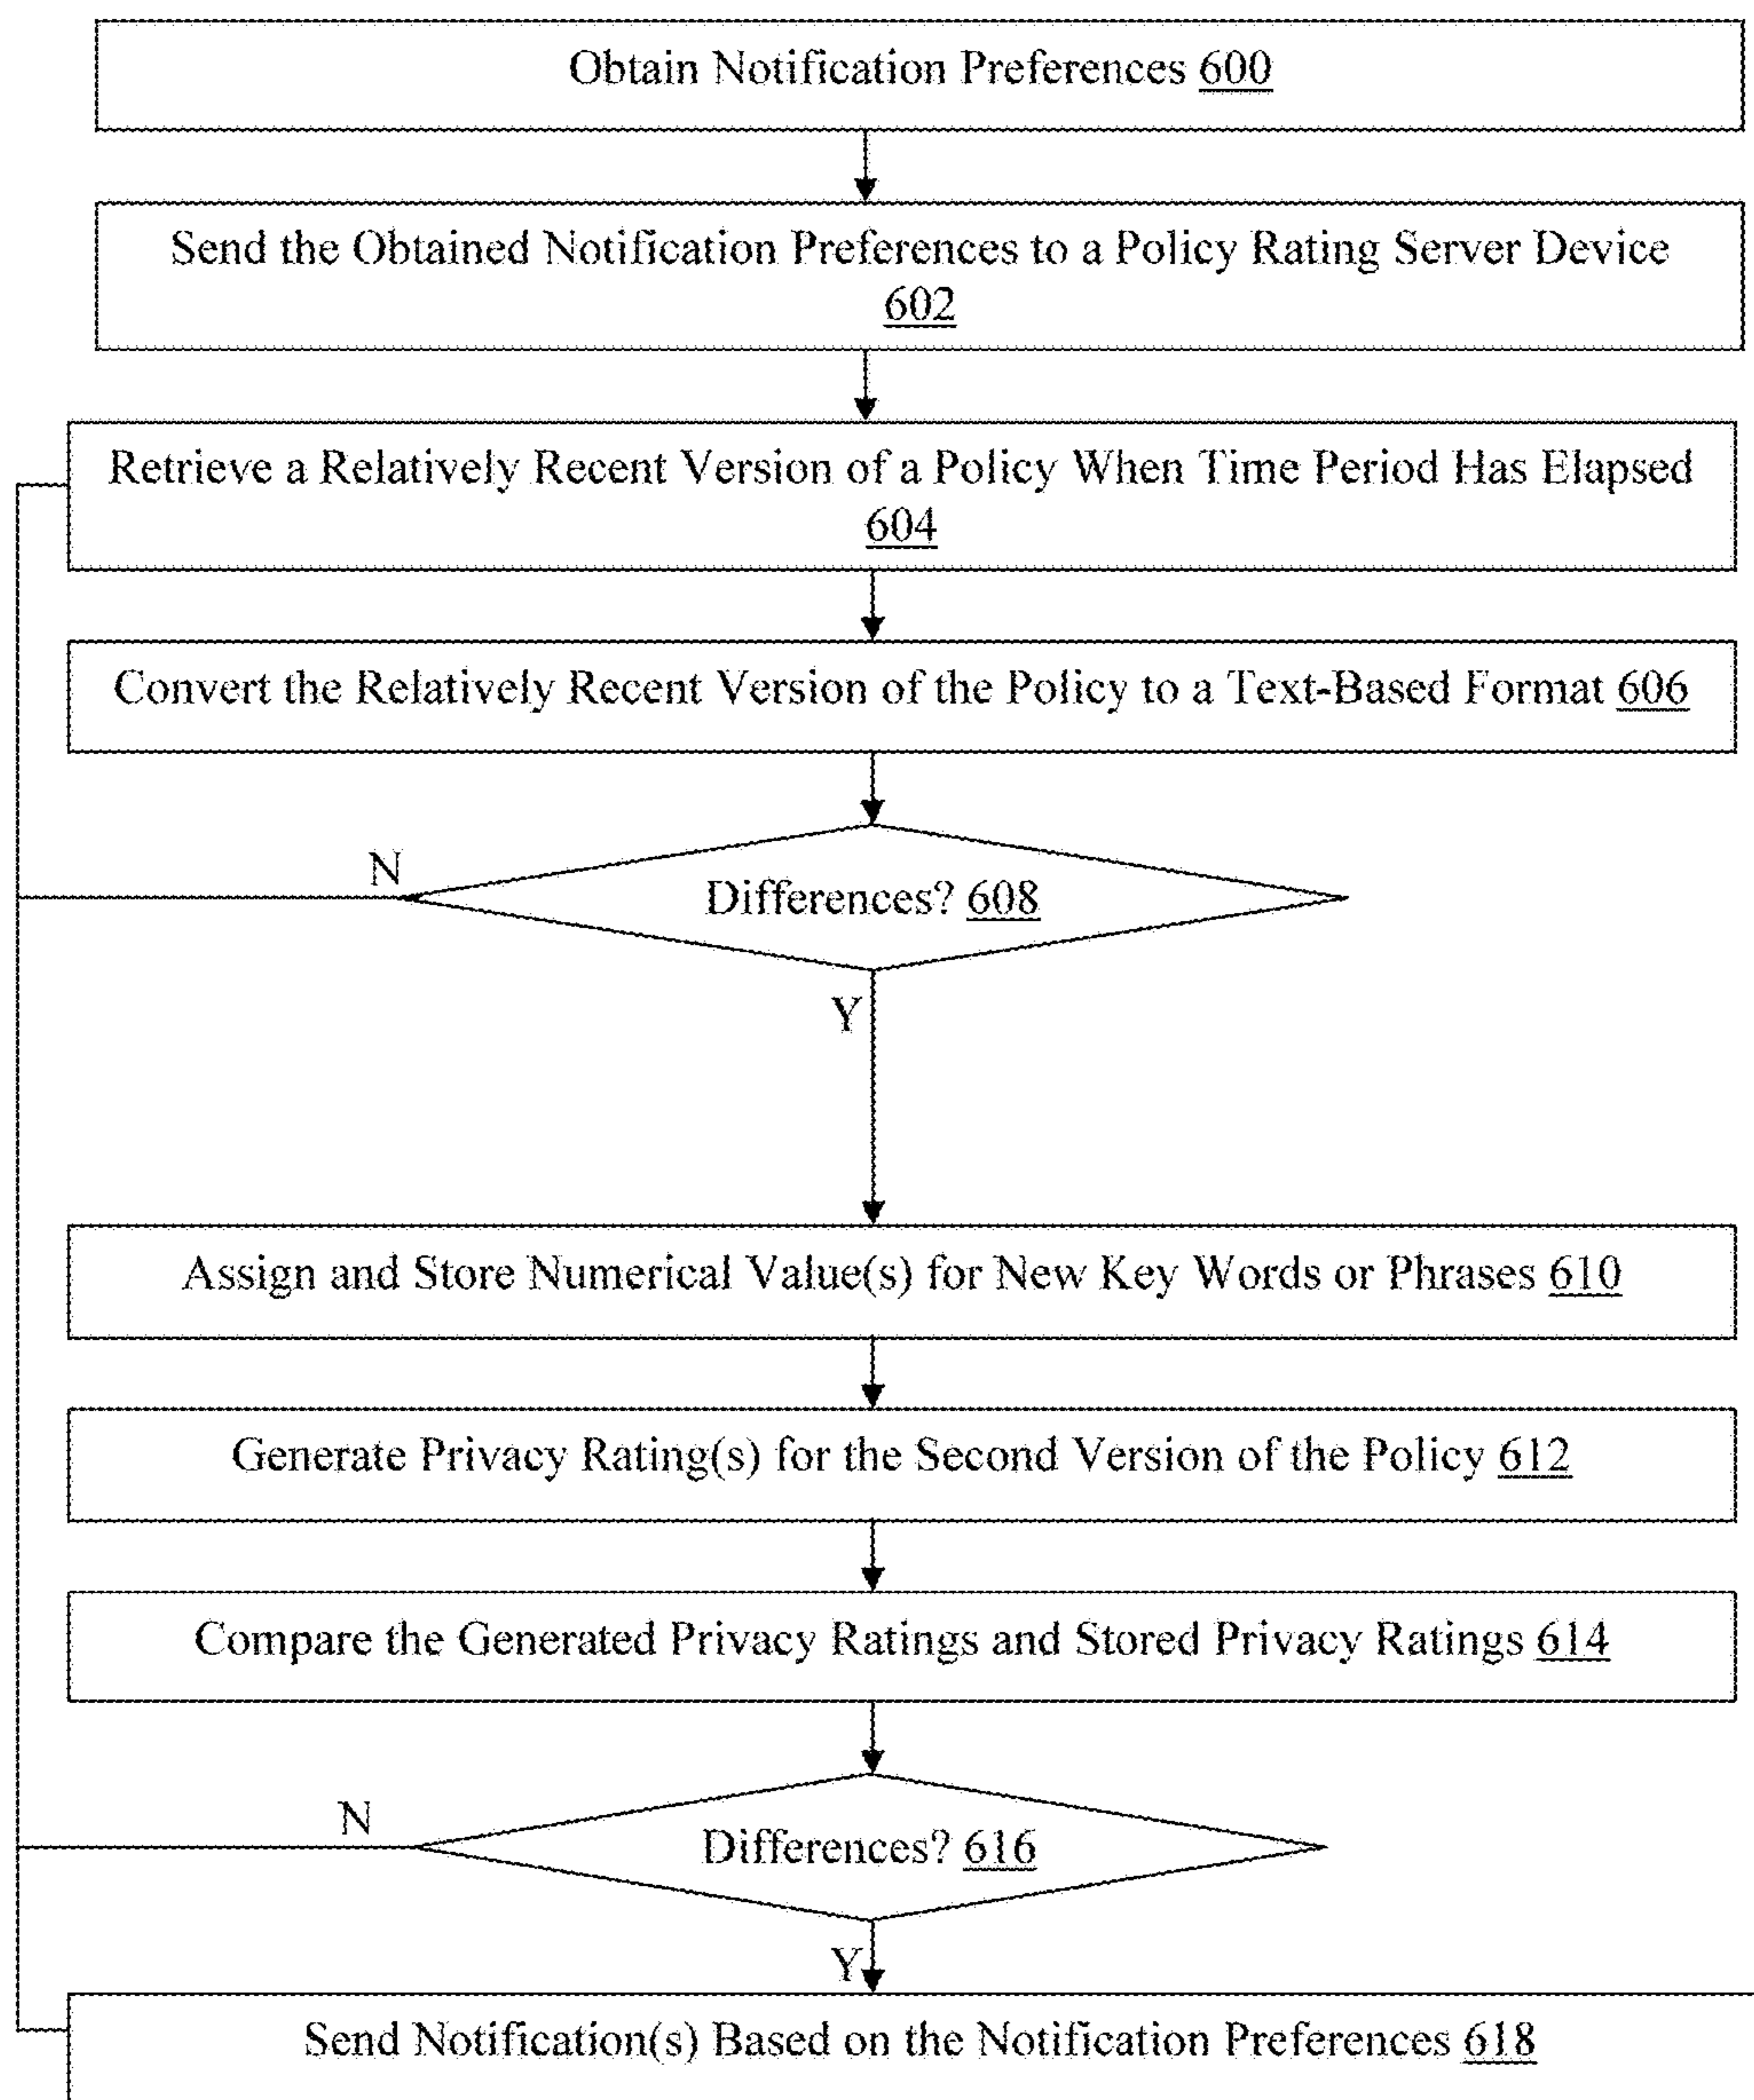 Obtain Notification Preferences 600
Send the Obtained Notification Preferences to a Policy Rating Server Device
602
Retrieve a Relatively Recent Version of a Policy When Time Period Has Elapsed
604
Convert the Relatively Recent Version of the Policy to a Text-Based Format 606
N
Differences? 608
Y
Assign and Store Numerical Value(s) for New Key Words or Phrases 610
Generate Privacy Rating(s) for the Second Version of the Policy 612
Compare the Generated Privacy Ratings and Stored Privacy Ratings 614
N
Differences? 616
Y
Send Notification(s) Based on the Notification Preferences 618